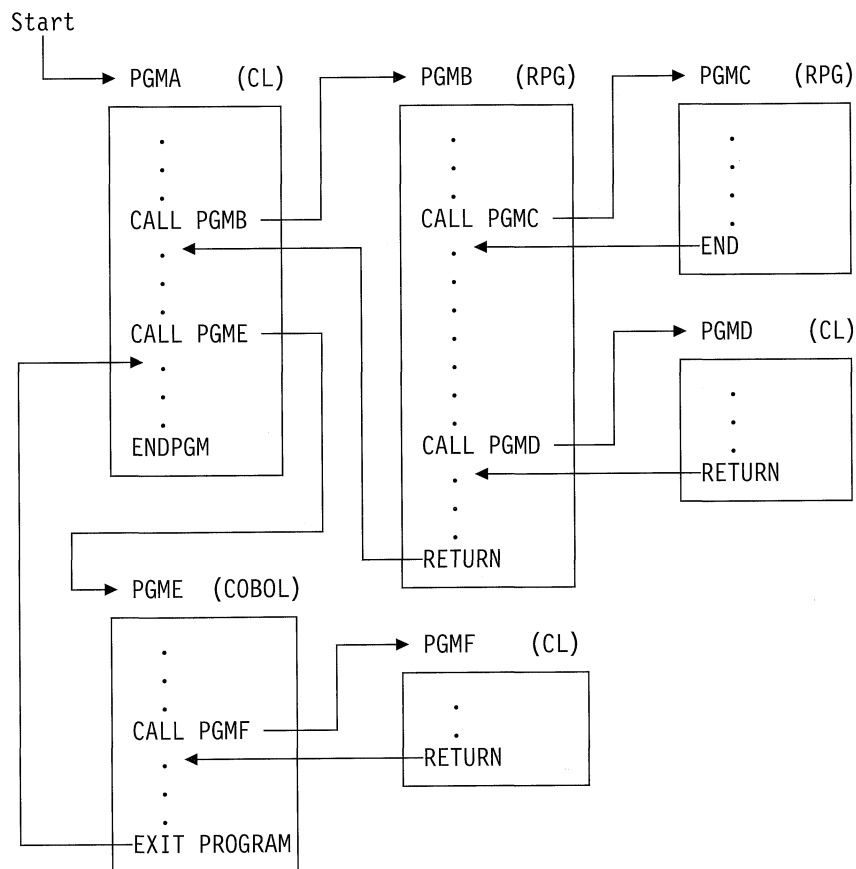 Start
PGMA (CL)
CALL PGMB
CALL PGME
ENDPGM
PGMB (RPG)
CALL PGMC
CALL PGMD
RETURN
PGMC (RPG)
END
PGMD (CL)
RETURN
PGME (COBOL)
CALL PGMF
EXIT PROGRAM
PGMF (CL)
RETURN